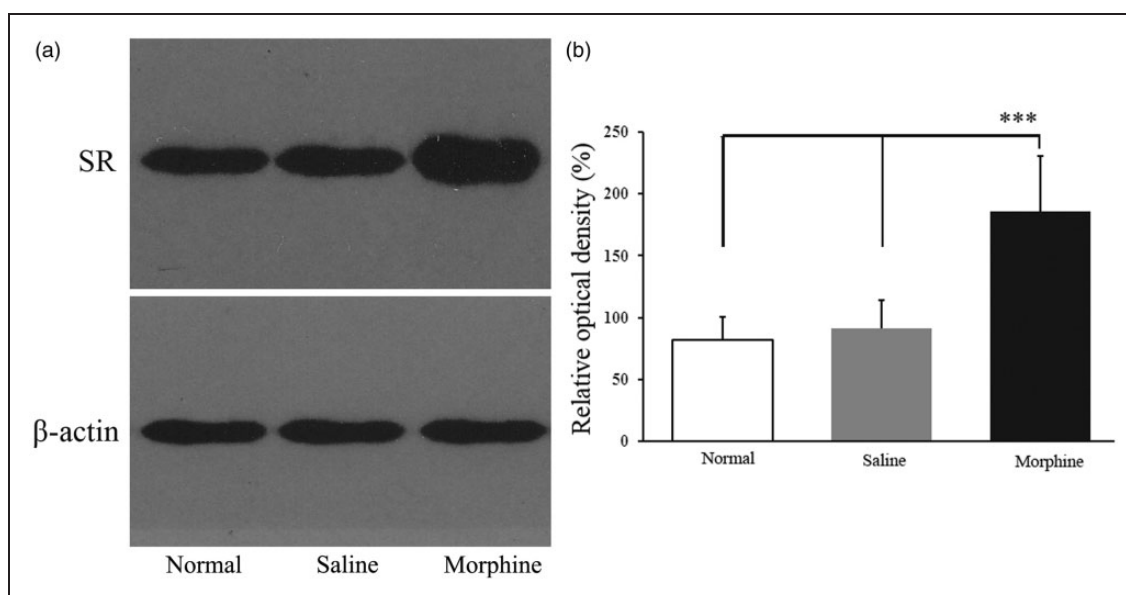 (a)
SR
β-actin
Normal Saline Morphine
(b)
***
Relative optical density (%)
250
200
150
100
50
0
Normal Saline Morphine